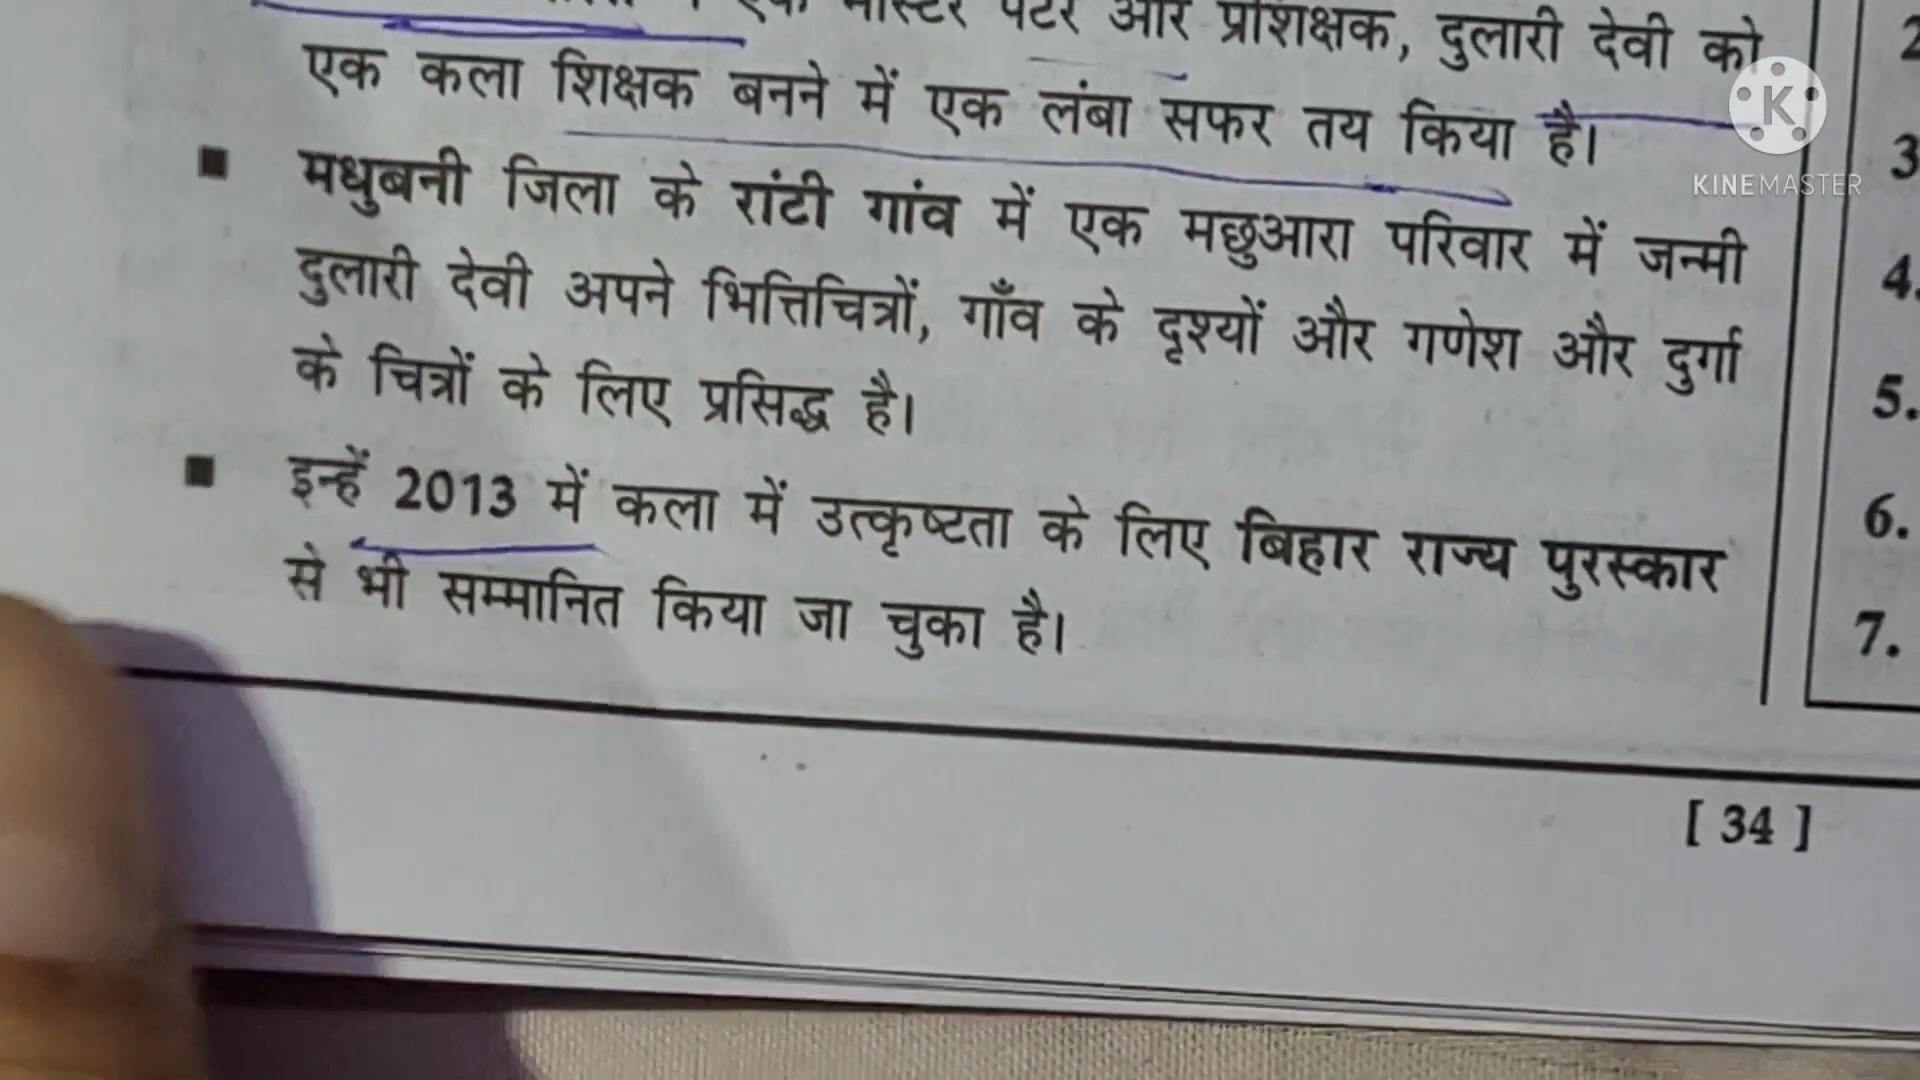 एक मास्टर पेंटर और प्रशिक्षक, दुलारी देवी को
एक कला शिक्षक बनने में एक लंबा सफर तय किया है।
■ मधुबनी जिला के रांटी गांव में एक मछुआरा परिवार में जन्मी
दुलारी देवी अपने भित्तिचित्रों, गाँव के दृश्यों और गणेश और दुर्गा
के चित्रों के लिए प्रसिद्ध है।
■ इन्हें 2013 में कला में उत्कृष्टता के लिए बिहार राज्य पुरस्कार
से भी सम्मानित किया जा चुका है।
[ 34 ]
2
3
4.
5.
6.
7.
K
KINEMASTER